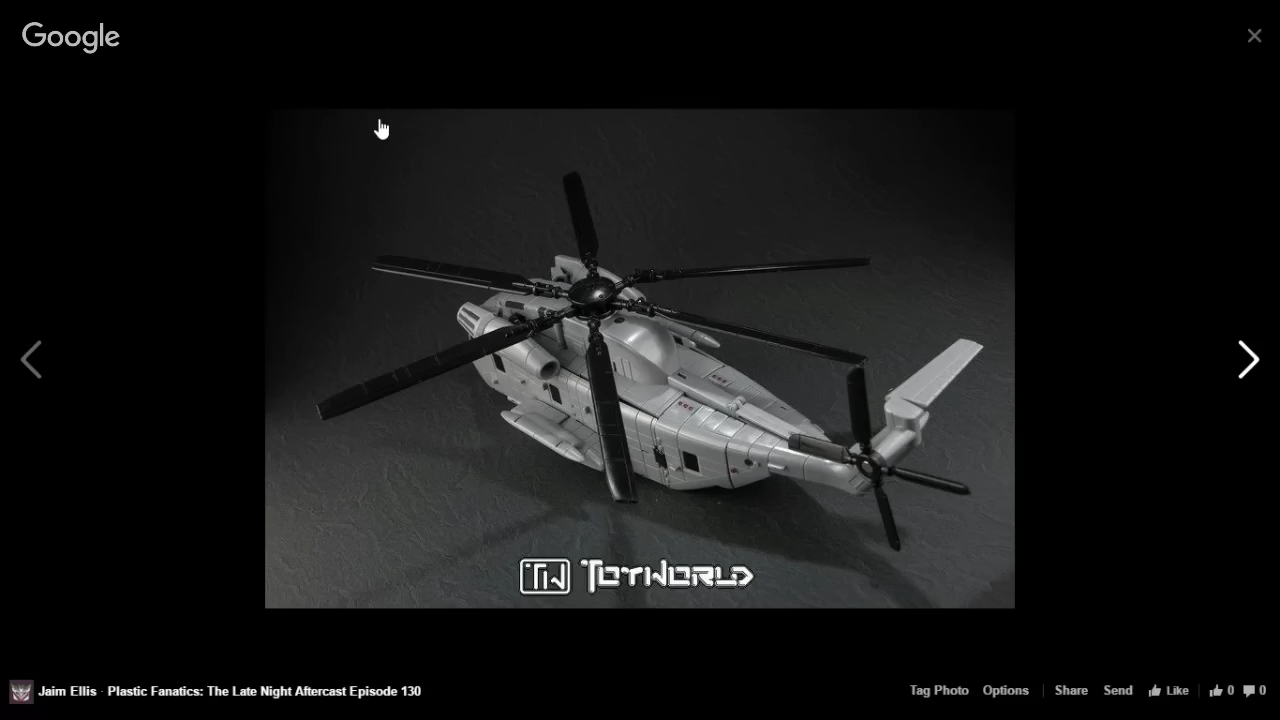 Google
TW TOYWORLD
Jaim Ellis · Plastic Fanatics: The Late Night Aftercast Episode 130
Tag Photo Options Share Send Like 0 0